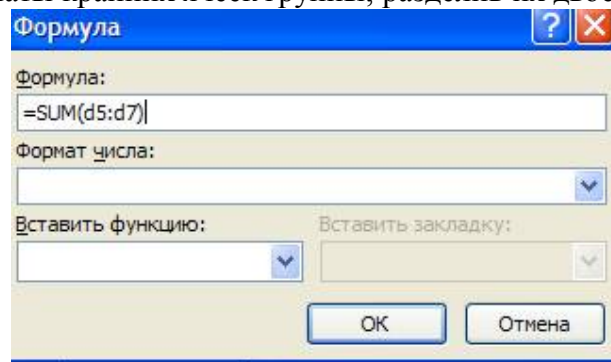 Формула
Формула:
=SUM(d5:d7)
Формат числа:
Вставить функцию: Вставить закладку:
ОК Отмена